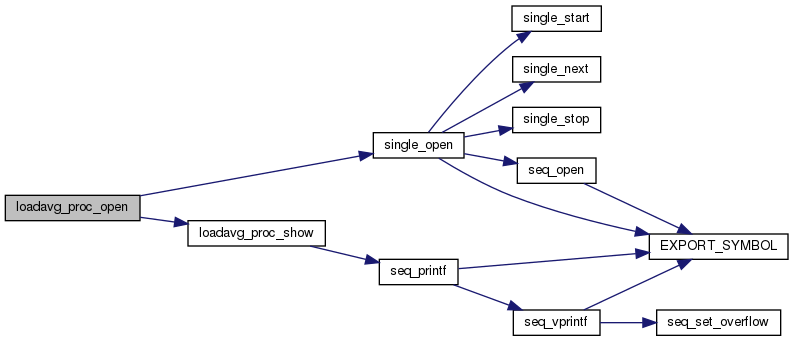 single_start
single_next
single_stop
single_open
seq_open
loadavg_proc_open
loadavg_proc_show
EXPORT_SYMBOL
seq_printf
seq_vprintf
seq_set_overflow